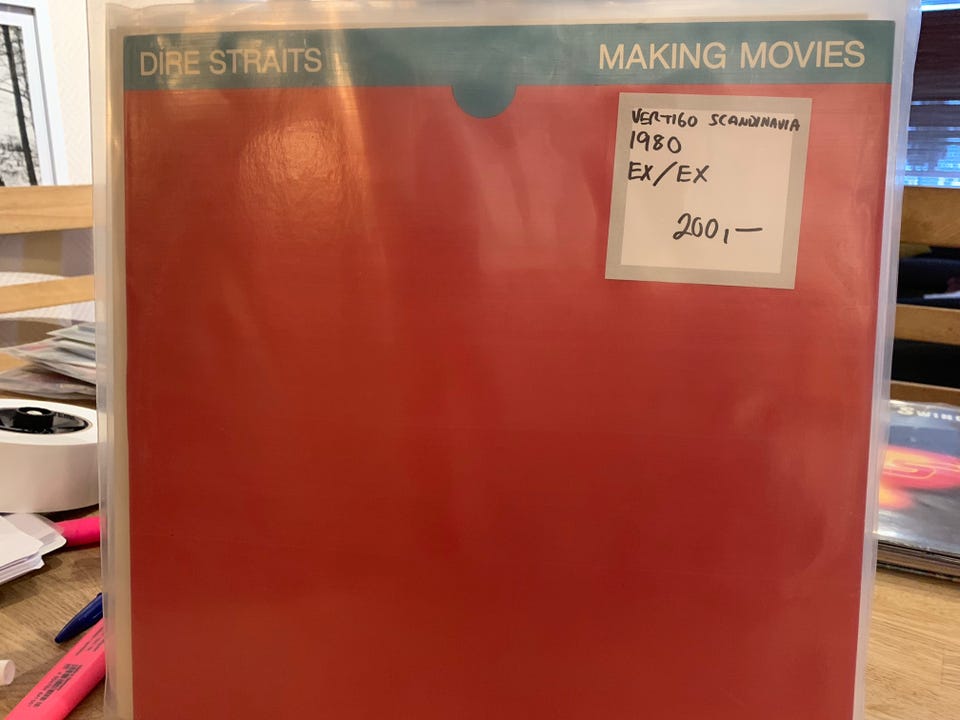 DIRE STRAITS
MAKING MOVIES
VERTIGO SCANDINAVIA
1980
EX/EX
200,-